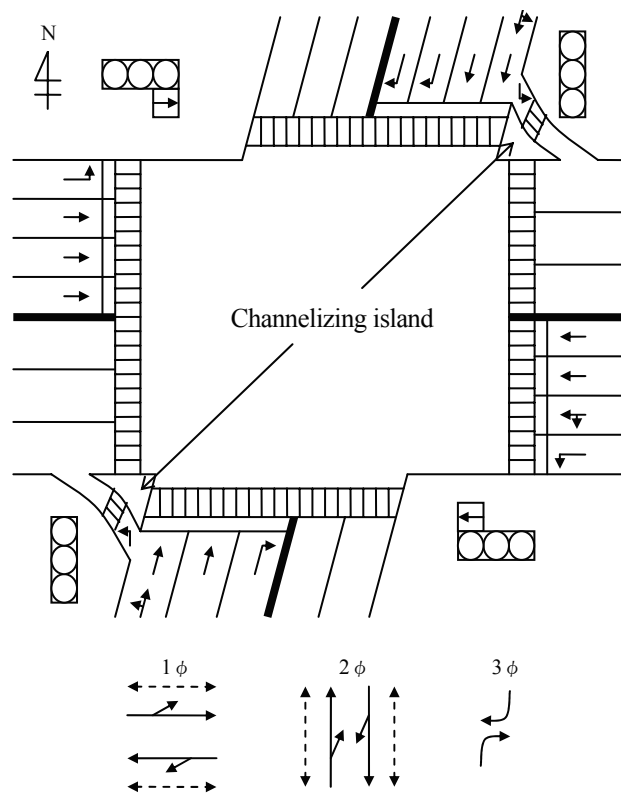 N
Channelizing island
1 ϕ
2 ϕ
3 ϕ